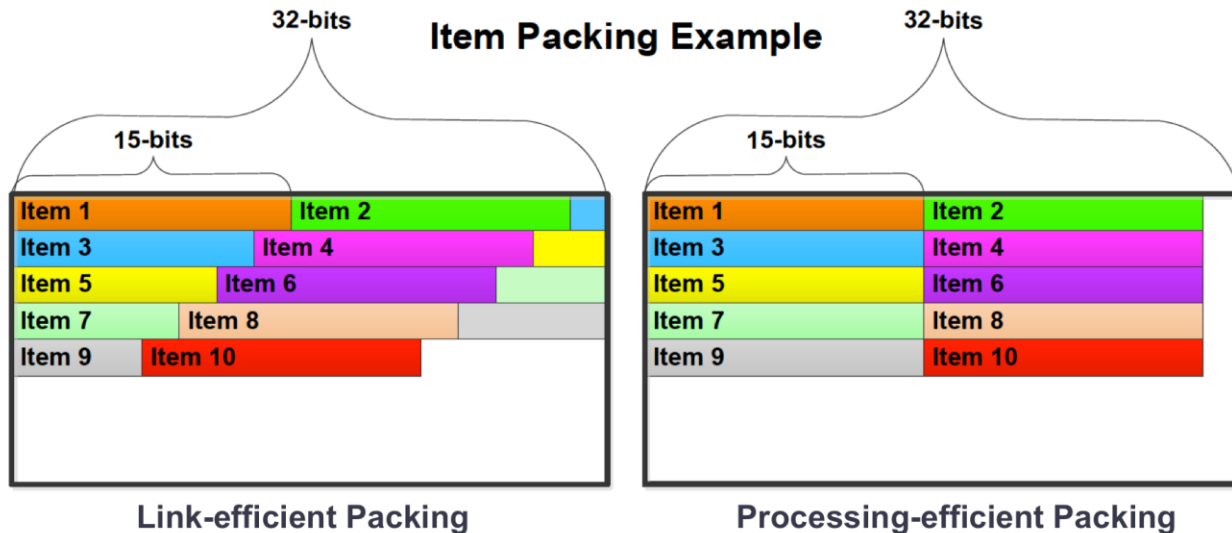 32-bits
Item Packing Example
32-bits
15-bits
15-bits
Item 1
Item 2
Item 3
Item 4
Item 5
Item 6
Item 7
Item 8
Item 9
Item 10
Item 1
Item 2
Item 3
Item 4
Item 5
Item 6
Item 7
Item 8
Item 9
Item 10
Link-efficient Packing
Processing-efficient Packing